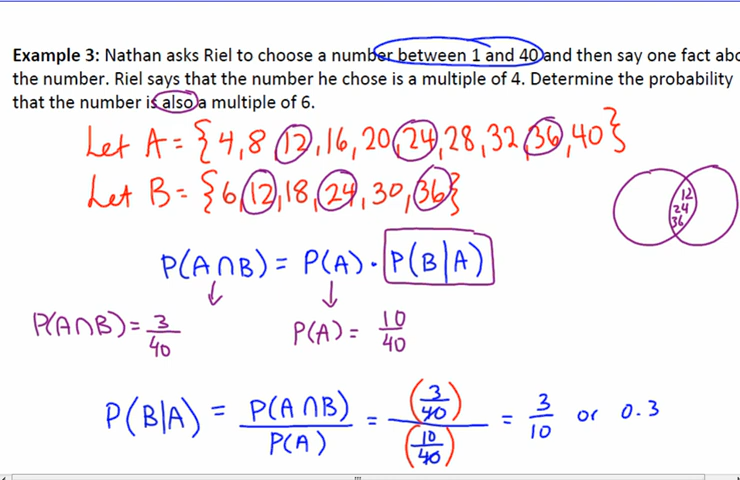 Example 3: Nathan asks Riel to choose a number between 1 and 40 and then say one fact
the number. Riel says that the number he chose is a multiple of 4. Determine the probability
that the number is also a multiple of 6.
Let A = {4, 8, 12, 16, 20, 24, 28, 32, 36, 40}
Let B = {6, 12, 18, 24, 30, 36}
12
24
36
P(A∩B) = P(A) · P(B|A)
P(A∩B) = 3/40 P(A) = 10/40
P(B|A) = P(A∩B)/P(A) = (3/40)/(10/40) = 3/10 or 0.3